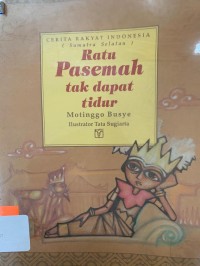 CERITA RAKYAT INDONESIA
( Sumatra Selatan )
Ratu
Pasemah
tak dapat
tidur
Motinggo Busye
Ilustrator Tata Sugiarta